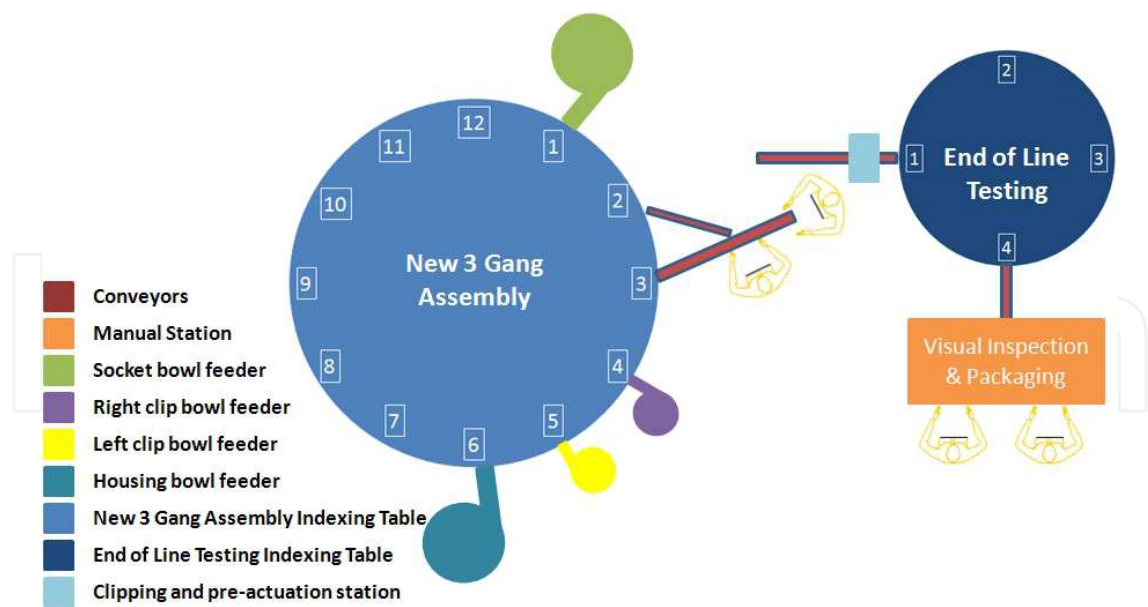 12
11
1
10
2
9
3
8
4
7
5
6
New 3 Gang
Assembly
2
1
3
4
End of Line
Testing
Visual Inspection
& Packaging
Conveyors
Manual Station
Socket bowl feeder
Right clip bowl feeder
Left clip bowl feeder
Housing bowl feeder
New 3 Gang Assembly Indexing Table
End of Line Testing Indexing Table
Clipping and pre-actuation station